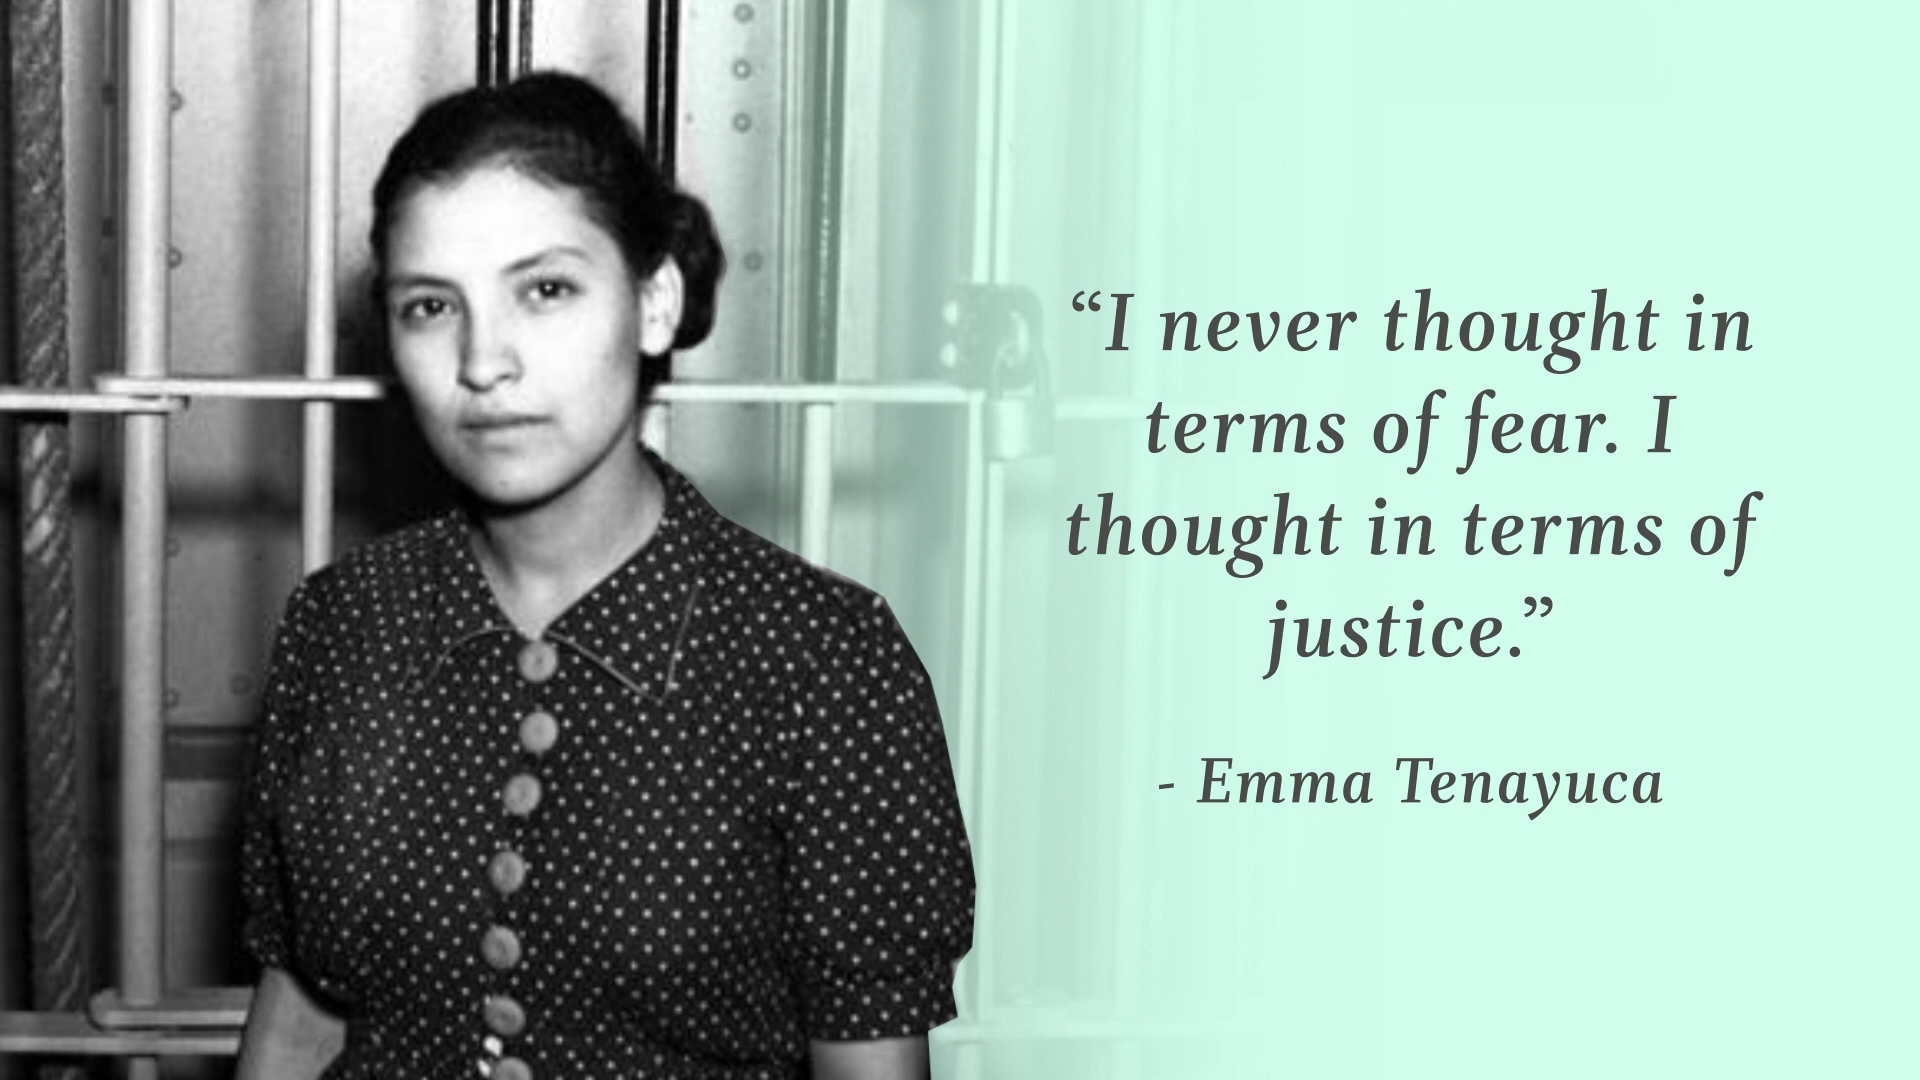 “I never thought in
terms of fear. I
thought in terms of
justice.”
- Emma Tenayuca